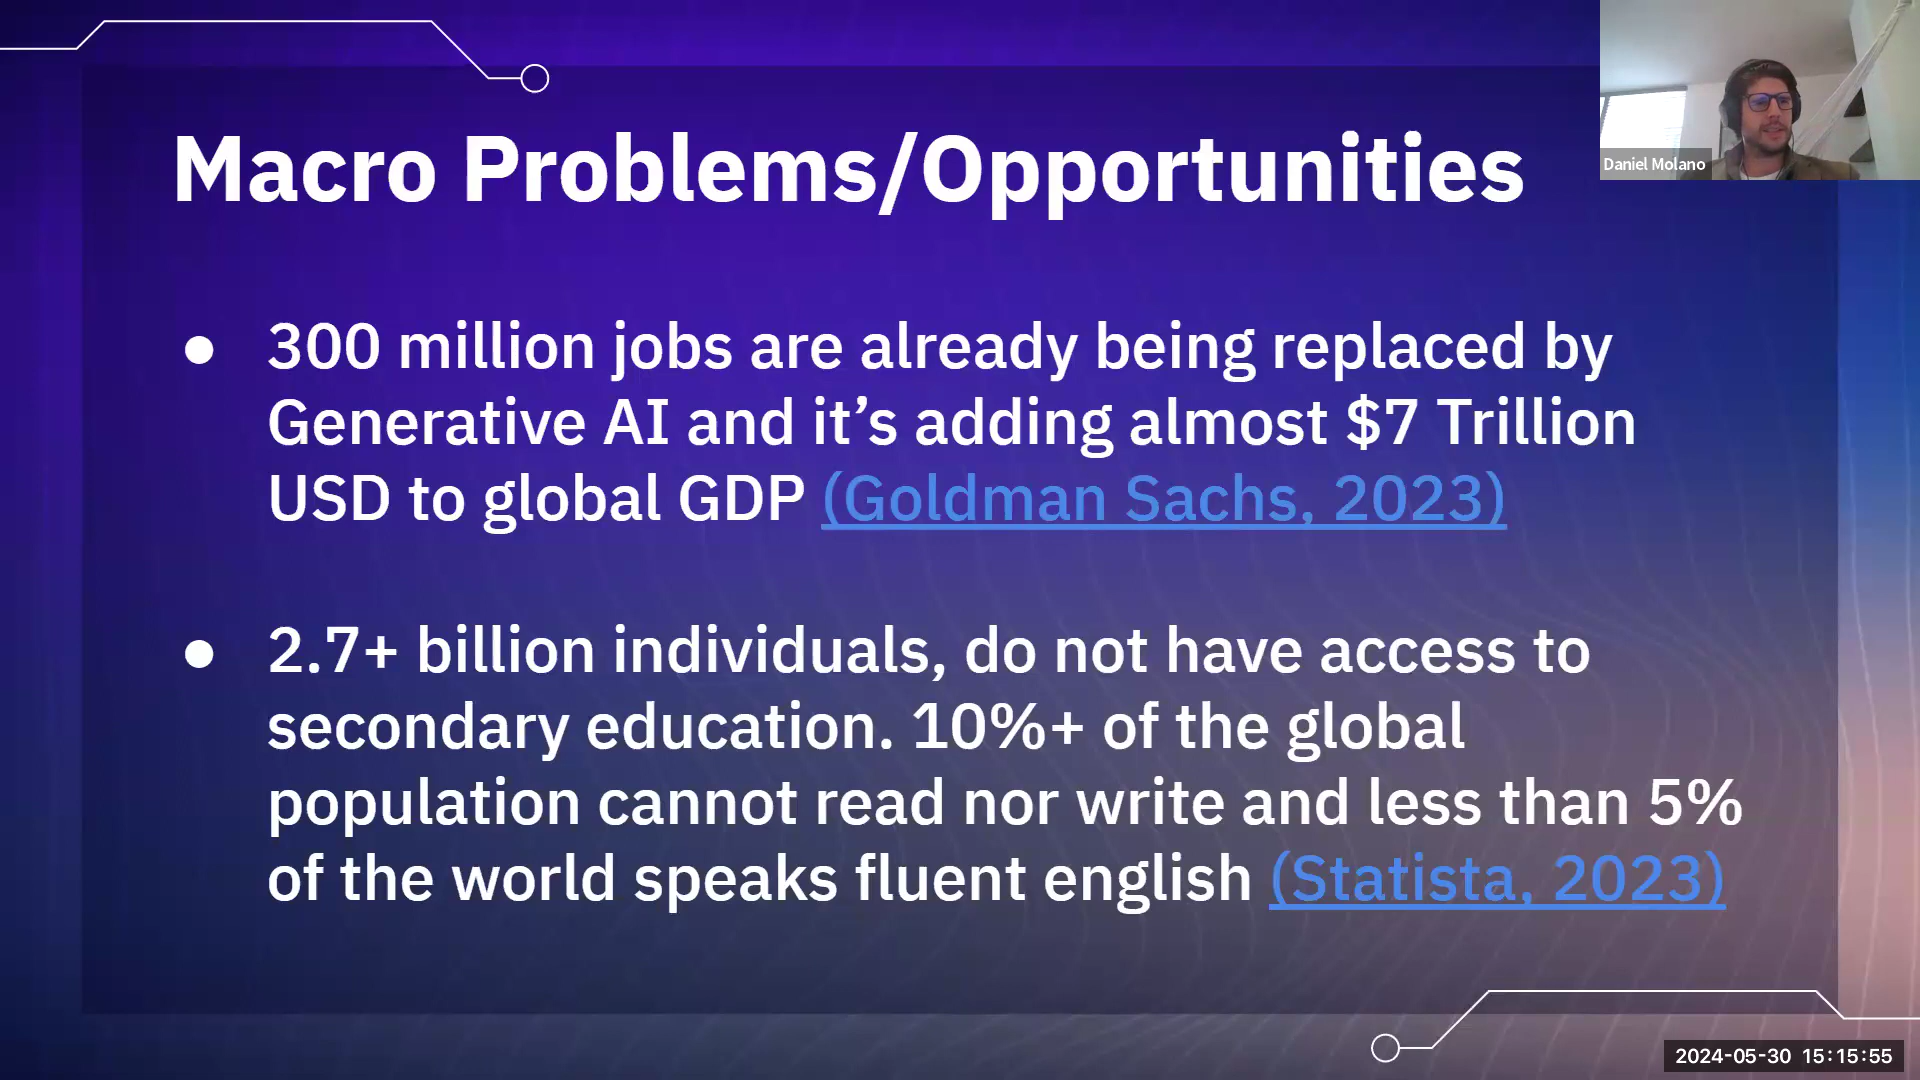 Macro Problems/Opportunities
Daniel Molano
● 300 million jobs are already being replaced by
Generative AI and it’s adding almost $7 Trillion
USD to global GDP (Goldman Sachs, 2023)
● 2.7+ billion individuals, do not have access to
secondary education. 10%+ of the global
population cannot read nor write and less than 5%
of the world speaks fluent english (Statista, 2023)
2024-05-30 15:15:55